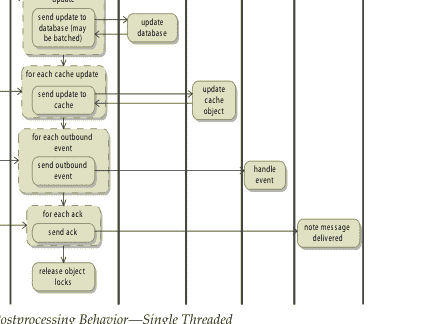 update
send update to
database (may
be batched)
update
database
for each cache update
send update to
cache
update
cache
object
for each outbound
event
send outbound
event
handle
event
for each ack
send ack
note message
delivered
release object
locks
ostprocessing Behavior—Single Threaded